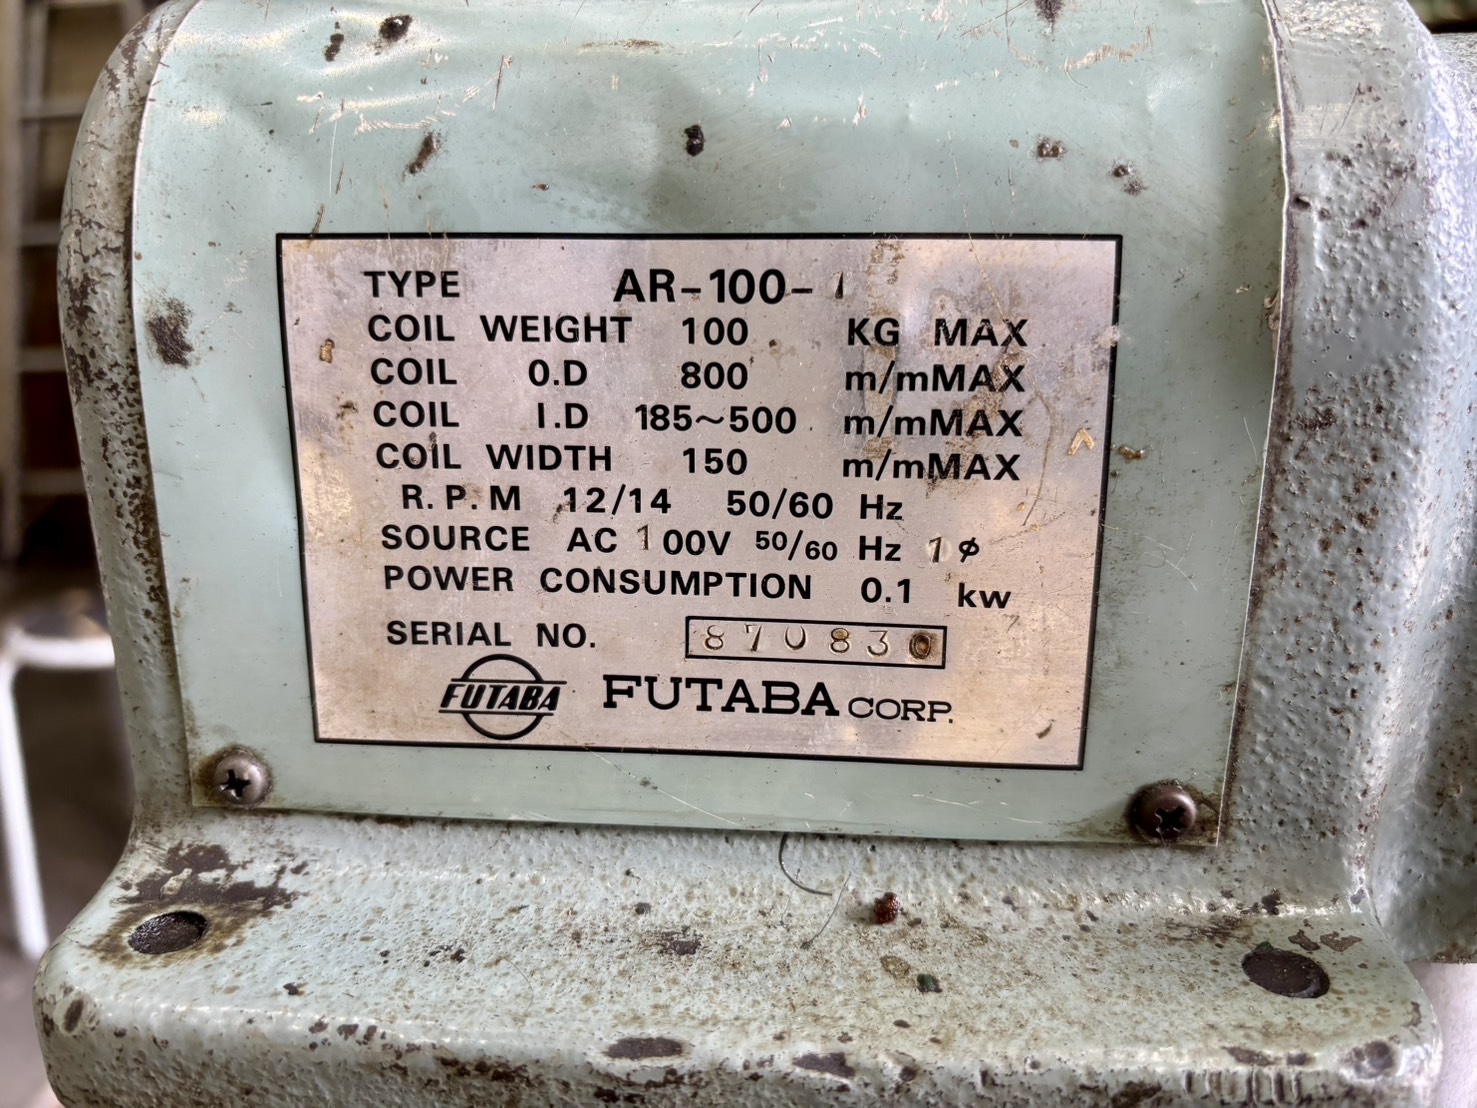 TYPE AR-100-1
COIL WEIGHT 100 KG MAX
COIL O.D 800 m/mMAX
COIL I.D 185~500 m/mMAX
COIL WIDTH 150 m/mMAX
R.P.M 12/14 50/60 Hz
SOURCE AC 100V 50/60 Hz 1φ
POWER CONSUMPTION 0.1 kw
SERIAL NO. 870830
FUTABA FUTABA CORP.